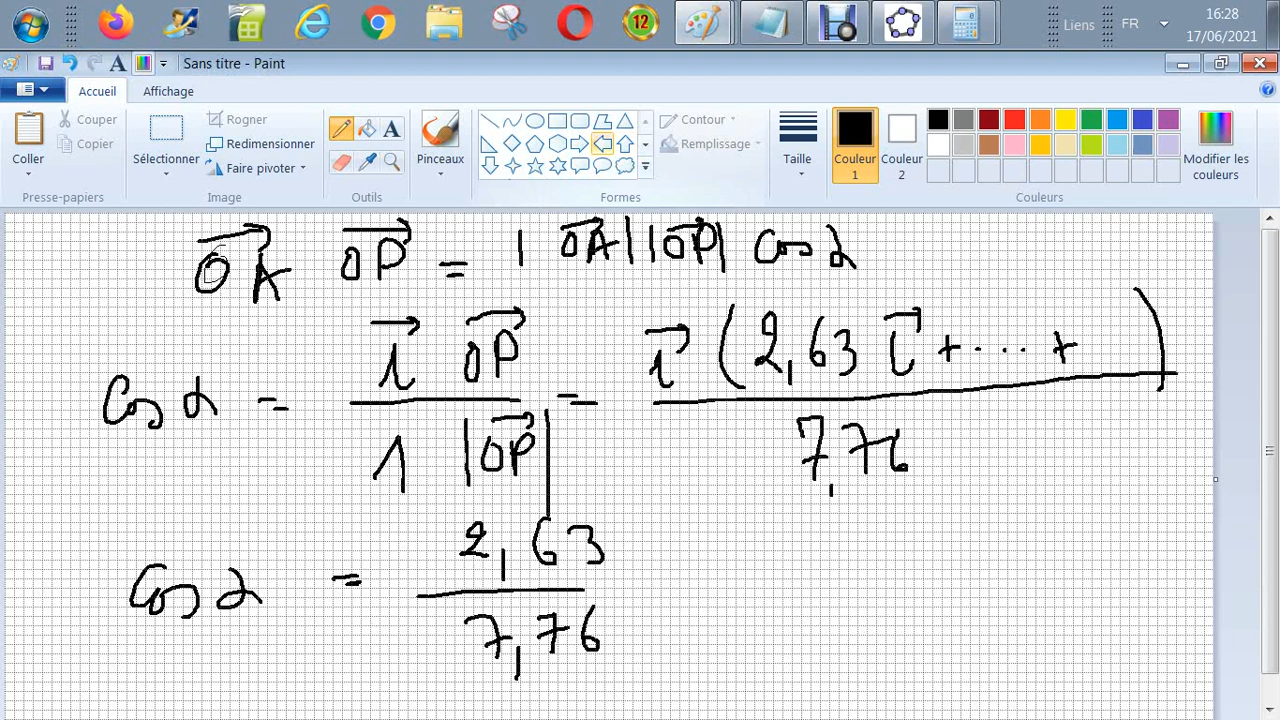 12
Liens
FR
16:28
17/06/2021
Sans titre - Paint
Accueil
Affichage
Coller
Couper
Copier
Presse-papiers
Sélectionner
Rogner
Redimensionner
Faire pivoter
Image
A
Outils
Pinceaux
Contour
Remplissage
Formes
Taille
Couleur 1
Couleur 2
Modifier les couleurs
Couleurs
→OA →OP = | →OA | | →OP | Cos α
Cos α = →i →OP / 1 | →OP | = →i ( 2,63 →i + ... + ) / 7,76
Cos α = 2,63 / 7,76